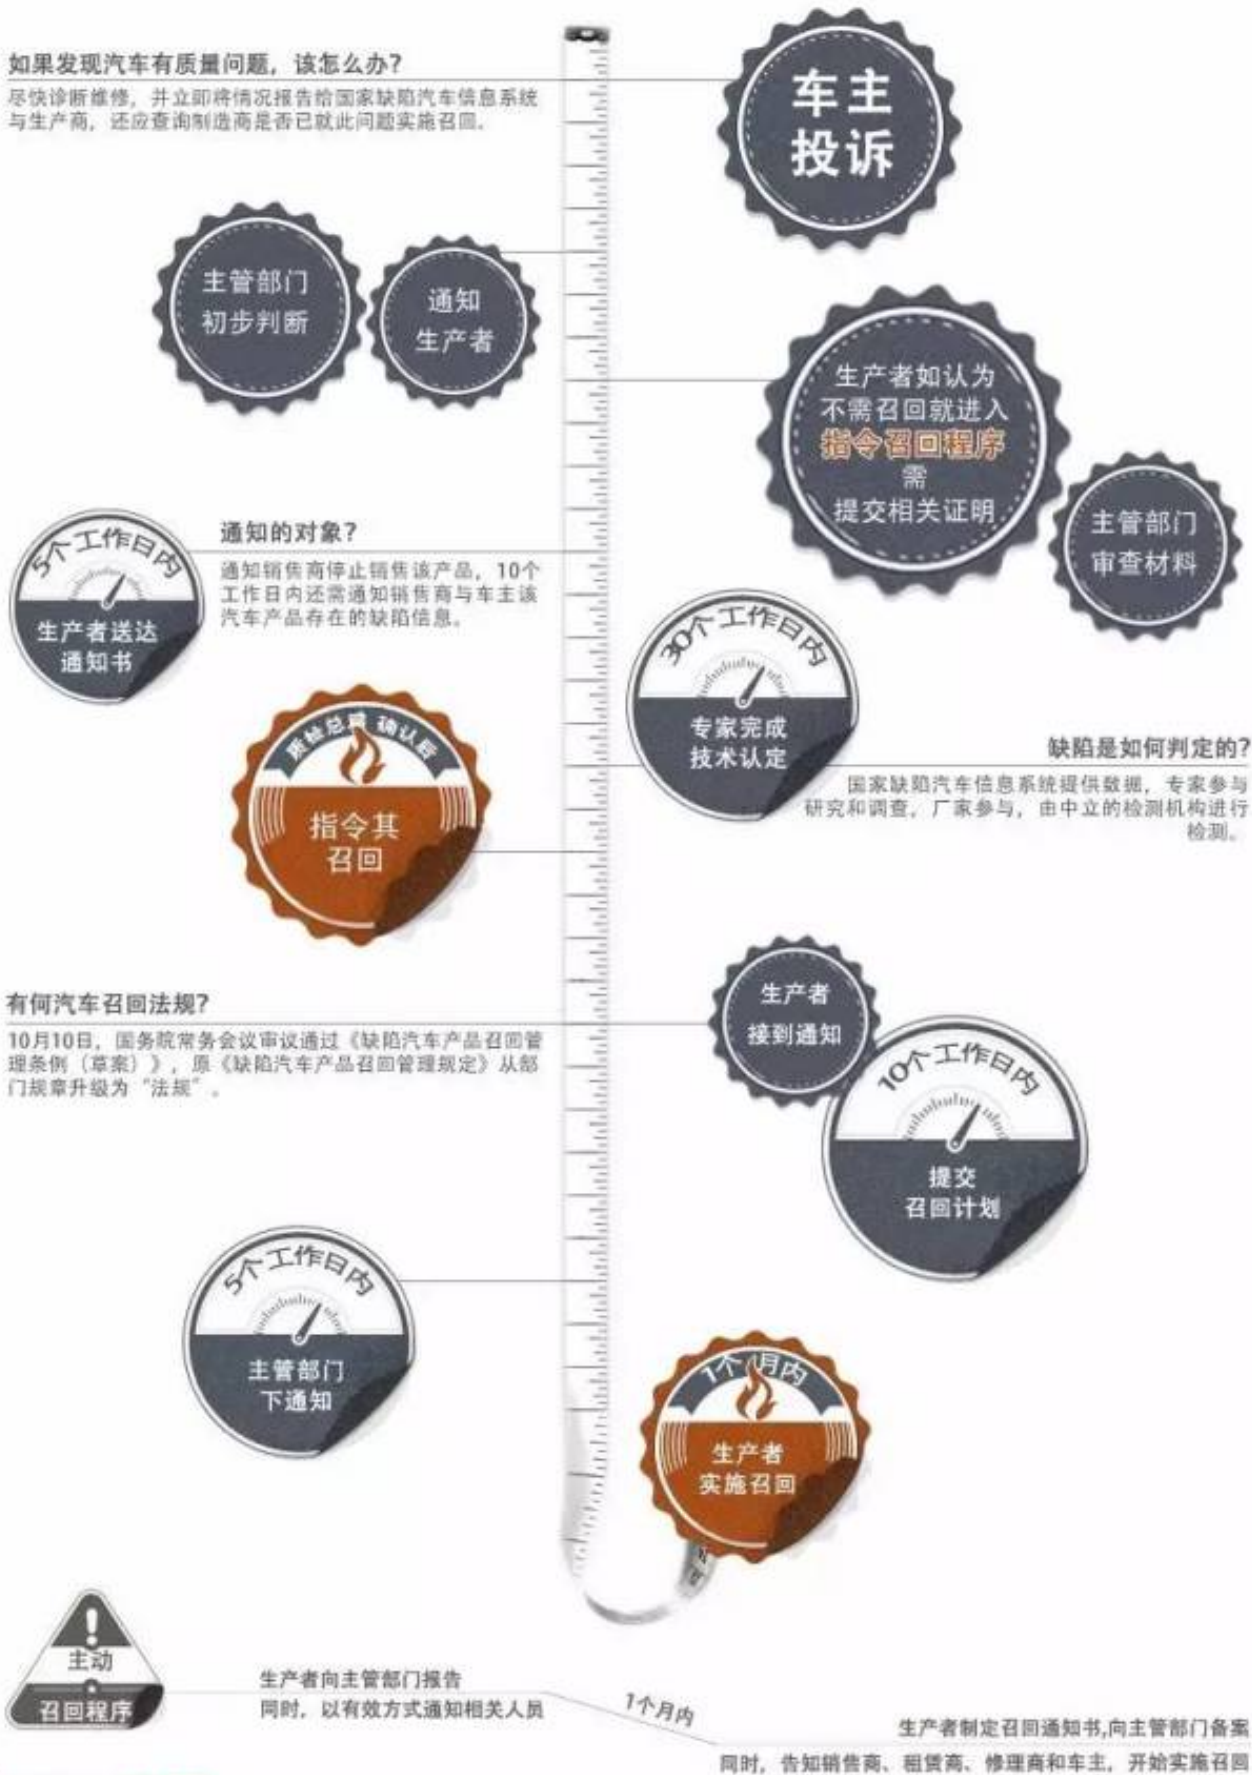 如果发现汽车有质量问题，该怎么办？
尽快诊断维修，并立即将情况报告给国家缺陷汽车信息系统
与生产商，还应查询制造商是否已就此问题实施召回。
车主
投诉
主管部门
初步判断
通知
生产者
生产者如认为
不需召回就进入
指令召回程序
需
提交相关证明
主管部门
审查材料
5个工作日内
生产者送达
通知书
通知的对象？
通知销售商停止销售该产品，10个
工作日内还需通知销售商与车主该
汽车产品存在的缺陷信息。
30个工作日内
专家完成
技术认定
缺陷是如何判定的？
国家缺陷汽车信息系统提供数据，专家参与
研究和调查，厂家参与，由中立的检测机构进行
检测。
质检总局 确认后
指令其
召回
有何汽车召回法规？
10月10日，国务院常务会议审议通过《缺陷汽车产品召回管
理条例（草案）》，原《缺陷汽车产品召回管理规定》从部
门规章升级为“法规”。
生产者
接到通知
10个工作日内
提交
召回计划
5个工作日内
主管部门
下通知
1个月内
生产者
实施召回
主动
召回程序
生产者向主管部门报告
同时，以有效方式通知相关人员
1个月内
生产者制定召回通知书,向主管部门备案
同时，告知销售商、租赁商、修理商和车主，开始实施召回